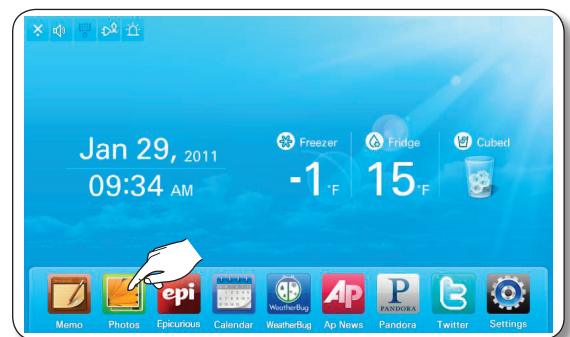 Freezer
Fridge
Cubed
Jan 29, 2011
09:34 AM
-1 °F
15 °F
epi
WeatherBug
AP
P
PANDORA
Memo
Photos
Epicurious
Calendar
WeatherBug
Ap News
Pandora
Twitter
Settings